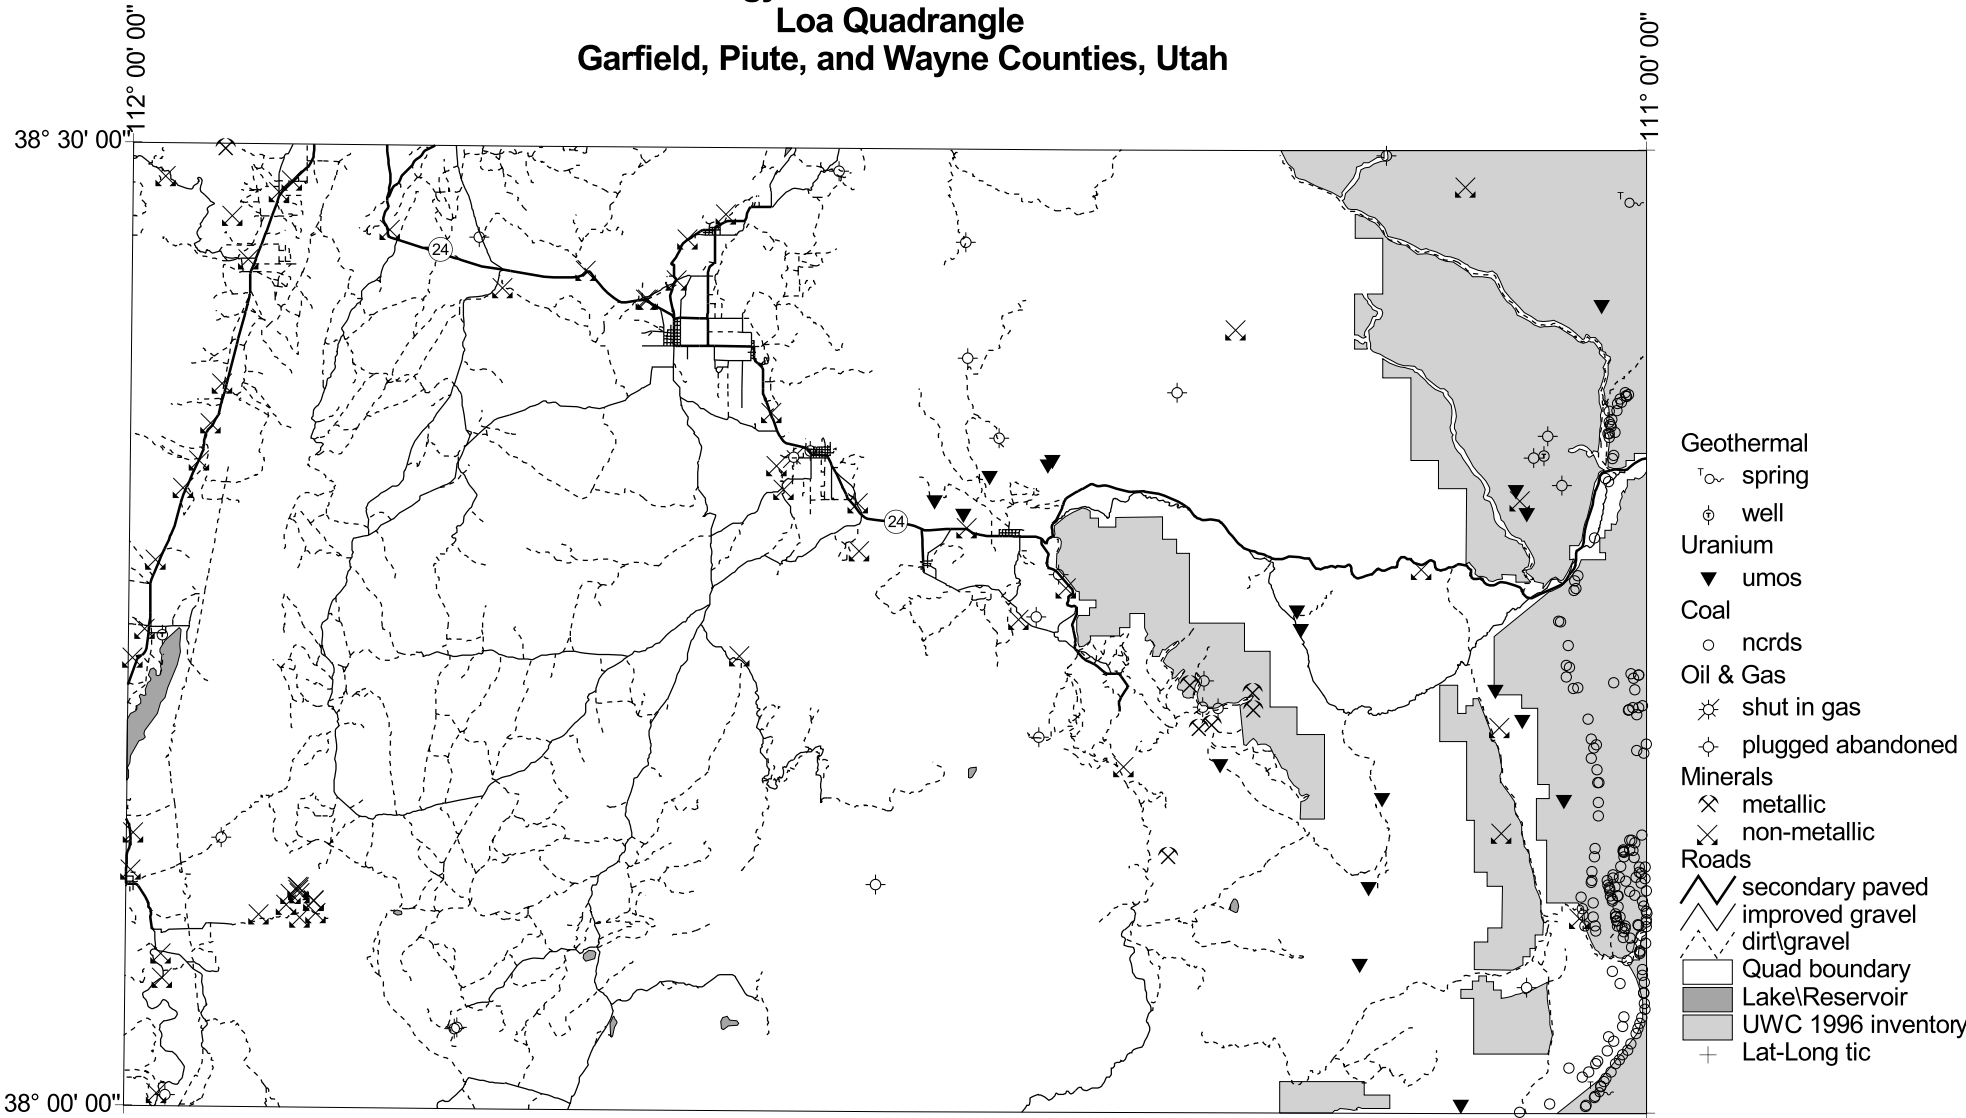 Loa Quadrangle
Garfield, Piute, and Wayne Counties, Utah
112° 00' 00"
111° 00' 00"
38° 30' 00"
T
24
24
Geothermal
T
spring
well
Uranium
umos
Coal
ncrds
Oil & Gas
shut in gas
plugged abandoned
Minerals
metallic
non-metallic
Roads
secondary paved
improved gravel
dirt\gravel
Quad boundary
Lake\Reservoir
UWC 1996 inventory
Lat-Long tic
38° 00' 00"